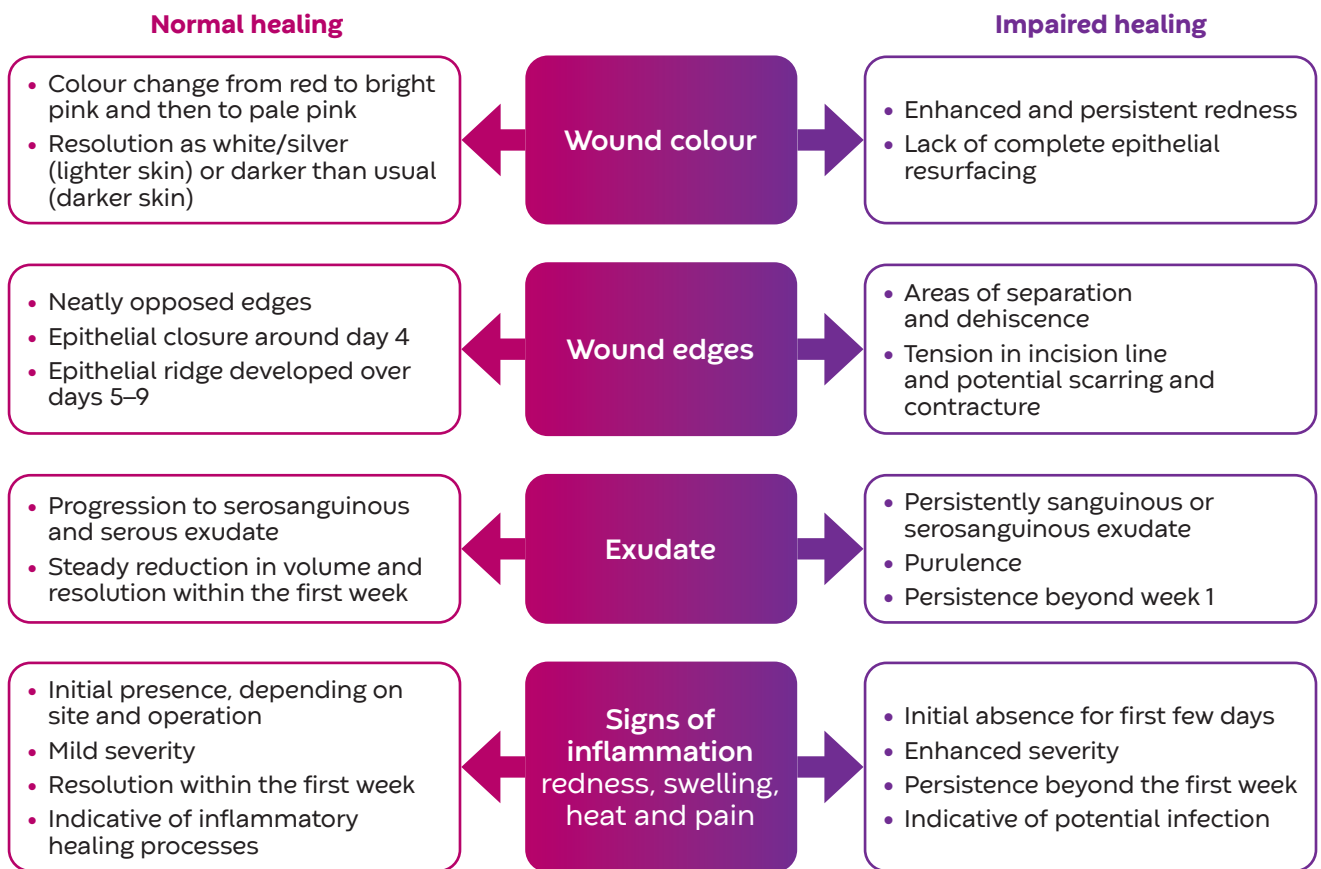 Normal healing
Impaired healing
• Colour change from red to bright
pink and then to pale pink
• Resolution as white/silver
(lighter skin) or darker than usual
(darker skin)
Wound colour
• Enhanced and persistent redness
• Lack of complete epithelial
resurfacing
• Neatly opposed edges
• Epithelial closure around day 4
• Epithelial ridge developed over
days 5–9
Wound edges
• Areas of separation
and dehiscence
• Tension in incision line
and potential scarring and
contracture
• Progression to serosanguinous
and serous exudate
• Steady reduction in volume and
resolution within the first week
Exudate
• Persistently sanguinous or
serosanguinous exudate
• Purulence
• Persistence beyond week 1
• Initial presence, depending on
site and operation
• Mild severity
• Resolution within the first week
• Indicative of inflammatory
healing processes
Signs of
inflammation
redness, swelling,
heat and pain
• Initial absence for first few days
• Enhanced severity
• Persistence beyond the first week
• Indicative of potential infection